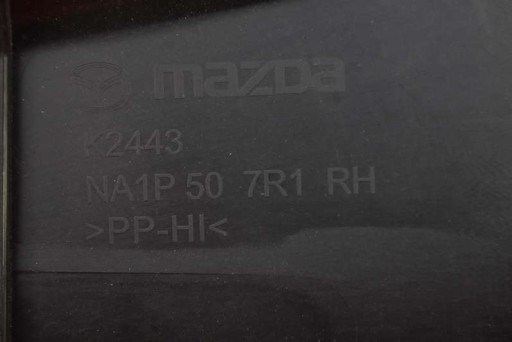 mazda
K2443
NA1P 50 7R1 RH
>PP-HI<